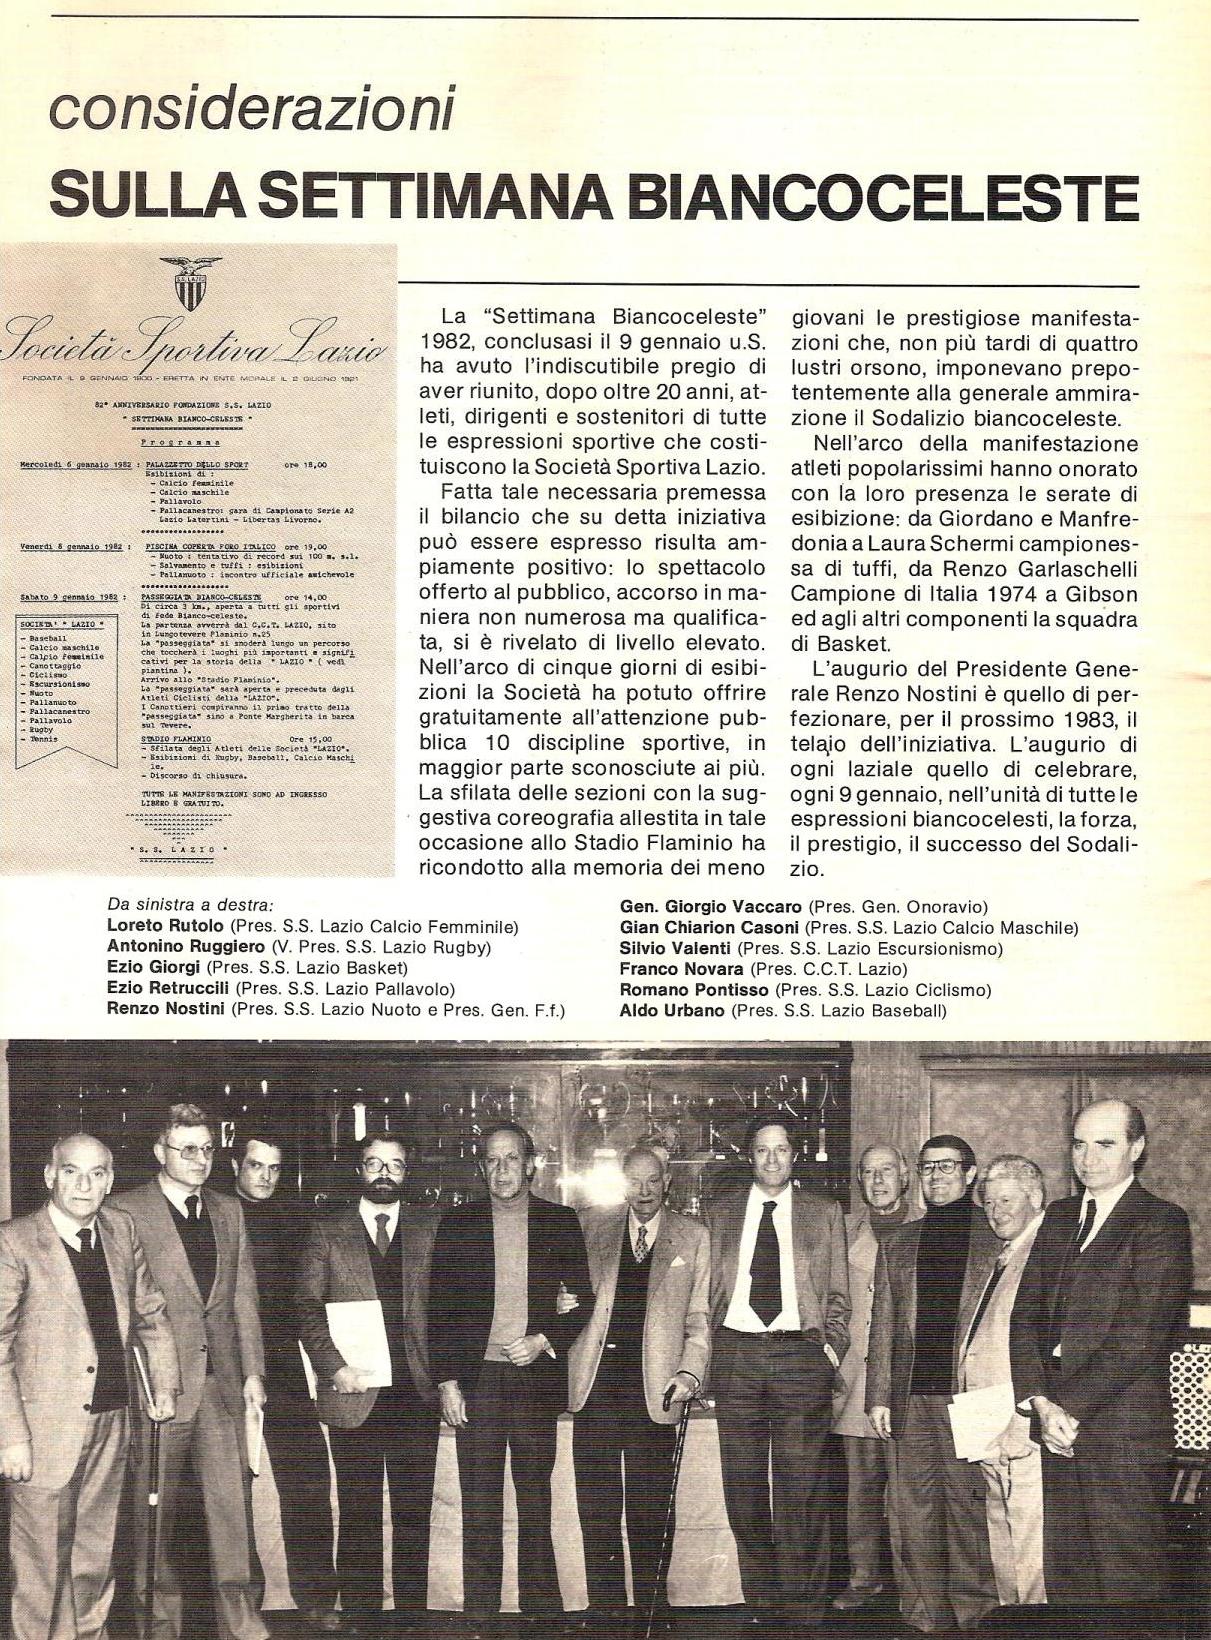 considerazioni
SULLA SETTIMANA BIANCOCELESTE
S.S. LAZIO
Società Sportiva Lazio
FONDATA IL 9 GENNAIO 1900 - ERETTA IN ENTE MORALE IL 2 GIUGNO 1921
82° ANNIVERSARIO FONDAZIONE S.S. LAZIO
" SETTIMANA BIANCO-CELESTE "
Programma
Mercoledì 6 gennaio 1982 : PALAZZETTO DELLO SPORT ore 18,00
Esibizioni di :
- Calcio femminile
- Calcio maschile
- Pallavolo
- Pallacanestro: gara di Campionato Serie A2
Lazio Latertini - Libertas Livorno.
Venerdì 8 gennaio 1982 : PISCINA COPERTA FORO ITALICO ore 19,00
- Nuoto : tentativo di record sui 100 m. s.l.
- Salvamento e tuffi : esibizioni
- Pallanuoto : incontro ufficiale amichevole
Sabato 9 gennaio 1982 : PASSEGGIATA BIANCO-CELESTE ore 14,00
Di circa 3 km., aperta a tutti gli sportivi
di fede Bianco-celeste.
La partenza avverrà dal C.C.T. LAZIO, sito
in Lungotevere Flaminio n.25
La "passeggiata" si snoderà lungo un percorso
che toccherà i luoghi più importanti e signifi
cativi per la storia della " LAZIO " ( vedi
piantina ).
Arrivo allo "Stadio Flaminio".
La "passeggiata" sarà aperta e preceduta dagli
Atleti Ciclisti della "LAZIO".
I Canottieri compiranno il primo tratto della
"passeggiata" sino a Ponte Margherita in barca
sul Tevere.
STADIO FLAMINIO Ore 15,00
- Sfilata degli Atleti delle Società "LAZIO".
- Esibizioni di Rugby, Baseball, Calcio Maschi
le.
- Discorso di chiusura.
TUTTE LE MANIFESTAZIONI SONO AD INGRESSO
LIBERO E GRATUITO.
" S.S. LAZIO "
SOCIETA' " LAZIO "
- Baseball
- Calcio maschile
- Calcio femminile
- Canottaggio
- Ciclismo
- Escursionismo
- Nuoto
- Pallanuoto
- Pallacanestro
- Pallavolo
- Rugby
- Tennis
La “Settimana Biancoceleste”
1982, conclusasi il 9 gennaio u.S.
ha avuto l'indiscutibile pregio di
aver riunito, dopo oltre 20 anni, at-
leti, dirigenti e sostenitori di tutte
le espressioni sportive che costi-
tuiscono la Società Sportiva Lazio.
Fatta tale necessaria premessa
il bilancio che su detta iniziativa
può essere espresso risulta am-
piamente positivo: lo spettacolo
offerto al pubblico, accorso in ma-
niera non numerosa ma qualifica-
ta, si è rivelato di livello elevato.
Nell'arco di cinque giorni di esibi-
zioni la Società ha potuto offrire
gratuitamente all'attenzione pub-
blica 10 discipline sportive, in
maggior parte sconosciute ai più.
La sfilata delle sezioni con la sug-
gestiva coreografia allestita in tale
occasione allo Stadio Flaminio ha
ricondotto alla memoria dei meno
giovani le prestigiose manifesta-
zioni che, non più tardi di quattro
lustri orsono, imponevano prepo-
tentemente alla generale ammira-
zione il Sodalizio biancoceleste.
Nell'arco della manifestazione
atleti popolarissimi hanno onorato
con la loro presenza le serate di
esibizione: da Giordano e Manfre-
donia a Laura Schermi campiones-
sa di tuffi, da Renzo Garlaschelli
Campione di Italia 1974 a Gibson
ed agli altri componenti la squadra
di Basket.
L'augurio del Presidente Gene-
rale Renzo Nostini è quello di per-
fezionare, per il prossimo 1983, il
telaio dell'iniziativa. L'augurio di
ogni laziale quello di celebrare,
ogni 9 gennaio, nell'unità di tutte le
espressioni biancocelesti, la forza,
il prestigio, il successo del Sodali-
zio.
Da sinistra a destra:
Loreto Rutolo (Pres. S.S. Lazio Calcio Femminile)
Antonino Ruggiero (V. Pres. S.S. Lazio Rugby)
Ezio Giorgi (Pres. S.S. Lazio Basket)
Ezio Retruccili (Pres. S.S. Lazio Pallavolo)
Renzo Nostini (Pres. S.S. Lazio Nuoto e Pres. Gen. F.f.)
Gen. Giorgio Vaccaro (Pres. Gen. Onoravio)
Gian Chiarion Casoni (Pres. S.S. Lazio Calcio Maschile)
Silvio Valenti (Pres. S.S. Lazio Escursionismo)
Franco Novara (Pres. C.C.T. Lazio)
Romano Pontisso (Pres. S.S. Lazio Ciclismo)
Aldo Urbano (Pres. S.S. Lazio Baseball)